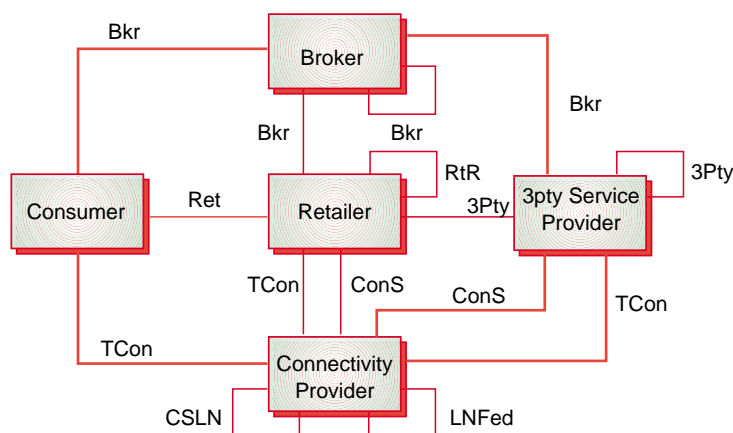 Bkr
Broker
Bkr
Bkr
Bkr
RtR
3Pty
Consumer
Ret
Retailer
3Pty
3pty Service
Provider
TCon
ConS
ConS
TCon
TCon
Connectivity
Provider
CSLN
LNFed